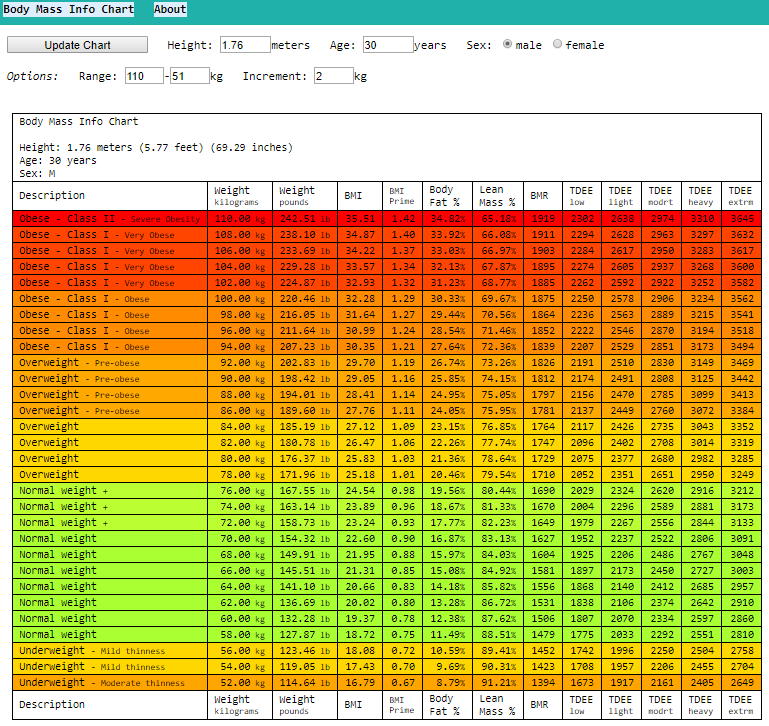 Body Mass Info Chart About
Update Chart Height: 1.76 meters Age: 30 years Sex: male female
Options: Range: 110 - 51 kg Increment: 2 kg
Body Mass Info Chart
Height: 1.76 meters (5.77 feet) (69.29 inches)
Age: 30 years
Sex: M
Description Weight kilograms Weight pounds BMI BMI Prime Body Fat % Lean Mass % BMR TDEE low TDEE light TDEE modrt TDEE heavy TDEE extrm
Obese - Class II - Severe Obesity 110.00 kg 242.51 lb 35.51 1.42 34.82% 65.18% 1919 2302 2638 2974 3310 3645
Obese - Class I - Very Obese 108.00 kg 238.10 lb 34.87 1.40 33.92% 66.08% 1911 2294 2628 2963 3297 3632
Obese - Class I - Very Obese 106.00 kg 233.69 lb 34.22 1.37 33.03% 66.97% 1903 2284 2617 2950 3283 3617
Obese - Class I - Very Obese 104.00 kg 229.28 lb 33.57 1.34 32.13% 67.87% 1895 2274 2605 2937 3268 3600
Obese - Class I - Very Obese 102.00 kg 224.87 lb 32.93 1.32 31.23% 68.77% 1885 2262 2592 2922 3252 3582
Obese - Class I - Obese 100.00 kg 220.46 lb 32.28 1.29 30.33% 69.67% 1875 2250 2578 2906 3234 3562
Obese - Class I - Obese 98.00 kg 216.05 lb 31.64 1.27 29.44% 70.56% 1864 2236 2563 2889 3215 3541
Obese - Class I - Obese 96.00 kg 211.64 lb 30.99 1.24 28.54% 71.46% 1852 2222 2546 2870 3194 3518
Obese - Class I - Obese 94.00 kg 207.23 lb 30.35 1.21 27.64% 72.36% 1839 2207 2529 2851 3173 3494
Overweight - Pre-obese 92.00 kg 202.83 lb 29.70 1.19 26.74% 73.26% 1826 2191 2510 2830 3149 3469
Overweight - Pre-obese 90.00 kg 198.42 lb 29.05 1.16 25.85% 74.15% 1812 2174 2491 2808 3125 3442
Overweight - Pre-obese 88.00 kg 194.01 lb 28.41 1.14 24.95% 75.05% 1797 2156 2470 2785 3099 3413
Overweight - Pre-obese 86.00 kg 189.60 lb 27.76 1.11 24.05% 75.95% 1781 2137 2449 2760 3072 3384
Overweight 84.00 kg 185.19 lb 27.12 1.09 23.15% 76.85% 1764 2117 2426 2735 3043 3352
Overweight 82.00 kg 180.78 lb 26.47 1.06 22.26% 77.74% 1747 2096 2402 2708 3014 3319
Overweight 80.00 kg 176.37 lb 25.83 1.03 21.36% 78.64% 1729 2075 2377 2680 2982 3285
Overweight 78.00 kg 171.96 lb 25.18 1.01 20.46% 79.54% 1710 2052 2351 2651 2950 3249
Normal weight + 76.00 kg 167.55 lb 24.54 0.98 19.56% 80.44% 1690 2029 2324 2620 2916 3212
Normal weight + 74.00 kg 163.14 lb 23.89 0.96 18.67% 81.33% 1670 2004 2296 2589 2881 3173
Normal weight + 72.00 kg 158.73 lb 23.24 0.93 17.77% 82.23% 1649 1979 2267 2556 2844 3133
Normal weight 70.00 kg 154.32 lb 22.60 0.90 16.87% 83.13% 1627 1952 2237 2522 2806 3091
Normal weight 68.00 kg 149.91 lb 21.95 0.88 15.97% 84.03% 1604 1925 2206 2486 2767 3048
Normal weight 66.00 kg 145.51 lb 21.31 0.85 15.08% 84.92% 1581 1897 2173 2450 2727 3003
Normal weight 64.00 kg 141.10 lb 20.66 0.83 14.18% 85.82% 1556 1868 2140 2412 2685 2957
Normal weight 62.00 kg 136.69 lb 20.02 0.80 13.28% 86.72% 1531 1838 2106 2374 2642 2910
Normal weight 60.00 kg 132.28 lb 19.37 0.78 12.38% 87.62% 1506 1807 2070 2334 2597 2860
Normal weight 58.00 kg 127.87 lb 18.72 0.75 11.49% 88.51% 1479 1775 2033 2292 2551 2810
Underweight - Mild thinness 56.00 kg 123.46 lb 18.08 0.72 10.59% 89.41% 1452 1742 1996 2250 2504 2758
Underweight - Mild thinness 54.00 kg 119.05 lb 17.43 0.70 9.69% 90.31% 1423 1708 1957 2206 2455 2704
Underweight - Moderate thinness 52.00 kg 114.64 lb 16.79 0.67 8.79% 91.21% 1394 1673 1917 2161 2405 2649
Description Weight kilograms Weight pounds BMI BMI Prime Body Fat % Lean Mass % BMR TDEE low TDEE light TDEE modrt TDEE heavy TDEE extrm